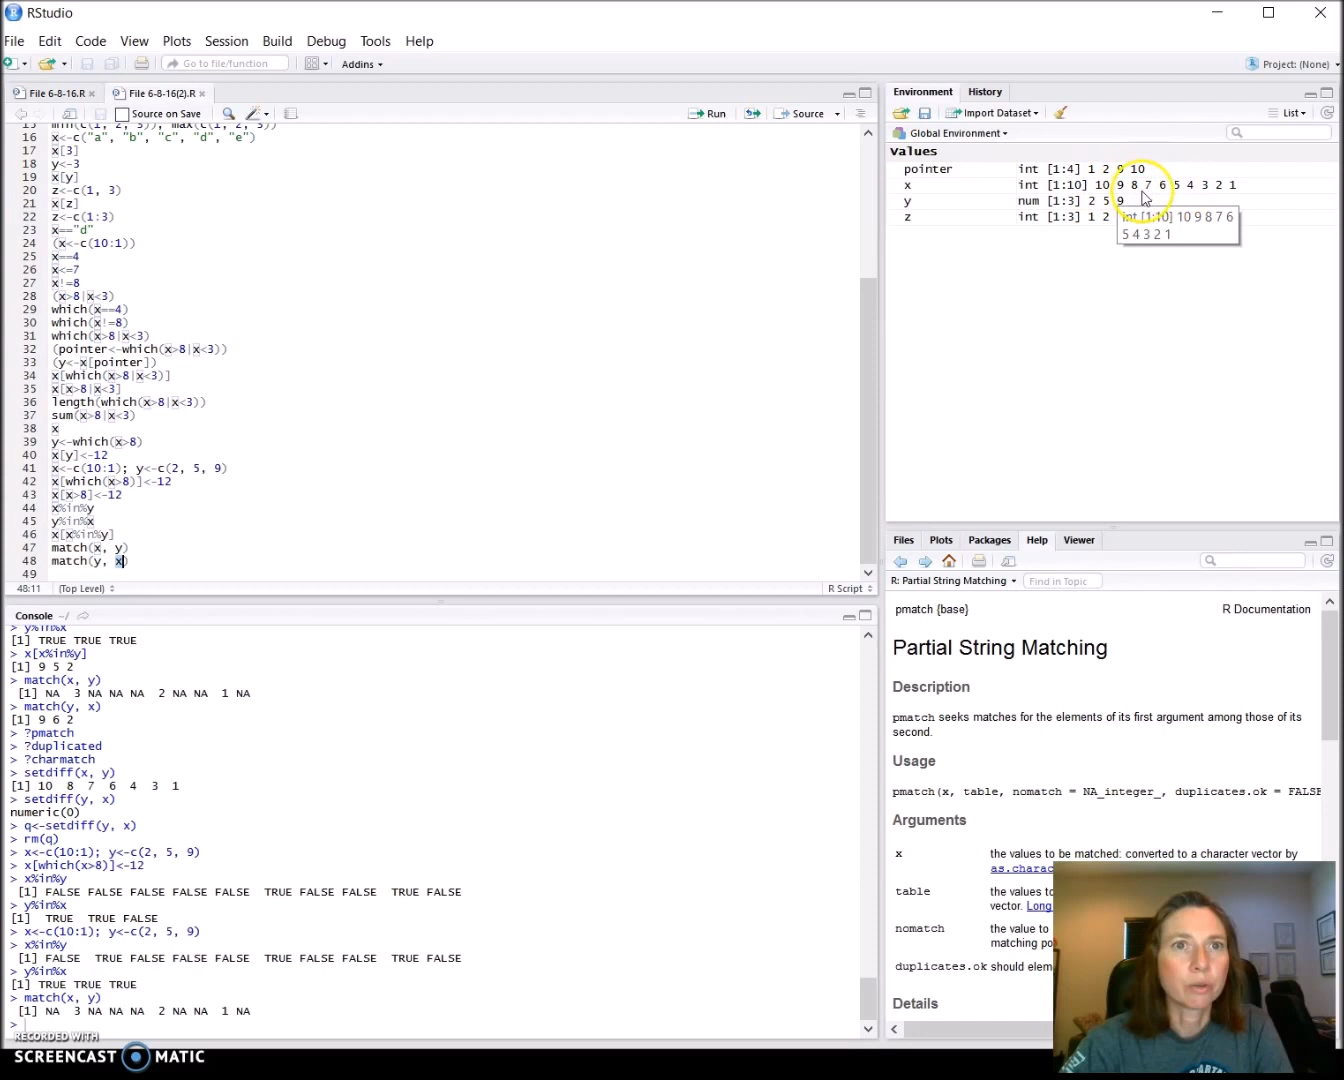 RStudio
File Edit Code View Plots Session Build Debug Tools Help
Go to file/function Addins Project: (None)
File 6-8-16.R × File 6-8-16(2).R ×
Source on Save Run Source
16 x<-c("a", "b", "c", "d", "e")
17 x[3]
18 y<-3
19 x[y]
20 z<-c(1, 3)
21 x[z]
22 z<-c(1:3)
23 x=="d"
24 (x<-c(10:1))
25 x==4
26 x<=7
27 x!=8
28 (x>8|x<3)
29 which(x==4)
30 which(x!=8)
31 which(x>8|x<3)
32 (pointer<-which(x>8|x<3))
33 (y<-x[pointer])
34 x[which(x>8|x<3)]
35 x[x>8|x<3]
36 length(which(x>8|x<3))
37 sum(x>8|x<3)
38 x
39 y<-which(x>8)
40 x[y]<-12
41 x<-c(10:1); y<-c(2, 5, 9)
42 x[which(x>8)]<-12
43 x[x>8]<-12
44 x%in%y
45 y%in%x
46 x[x%in%y]
47 match(x, y)
48 match(y, x)
49
48:11 (Top Level) R Script
Console ~/
> y%in%x
[1] TRUE TRUE TRUE
> x[x%in%y]
[1] 9 5 2
> match(x, y)
[1] NA 3 NA NA NA 2 NA NA 1 NA
> match(y, x)
[1] 9 6 2
> ?pmatch
> ?duplicated
> ?charmatch
> setdiff(x, y)
[1] 10 8 7 6 4 3 1
> setdiff(y, x)
numeric(0)
> q<-setdiff(y, x)
> rm(q)
> x<-c(10:1); y<-c(2, 5, 9)
> x[which(x>8)]<-12
> x%in%y
[1] FALSE FALSE FALSE FALSE FALSE TRUE FALSE FALSE TRUE FALSE
> y%in%x
[1] TRUE TRUE FALSE
> x<-c(10:1); y<-c(2, 5, 9)
> x%in%y
[1] FALSE TRUE FALSE FALSE FALSE TRUE FALSE FALSE TRUE FALSE
> y%in%x
[1] TRUE TRUE TRUE
> match(x, y)
[1] NA 3 NA NA NA 2 NA NA 1 NA
>
Environment History
Import Dataset List
Global Environment
Values
pointer int [1:4] 1 2 9 10
x int [1:10] 10 9 8 7 6 5 4 3 2 1
y num [1:3] 2 5 9
z int [1:3] 1 2
int [1:10] 10 9 8 7 6
5 4 3 2 1
Files Plots Packages Help Viewer
R: Partial String Matching Find in Topic
pmatch {base} R Documentation
Partial String Matching
Description
pmatch seeks matches for the elements of its first argument among those of its
second.
Usage
pmatch(x, table, nomatch = NA_integer_, duplicates.ok = FALSE
Arguments
x the values to be matched: converted to a character vector by
as.charac
table the values to
vector. Long
nomatch the value to
matching po
duplicates.ok should elem
Details
RECORDED WITH
SCREENCAST MATIC